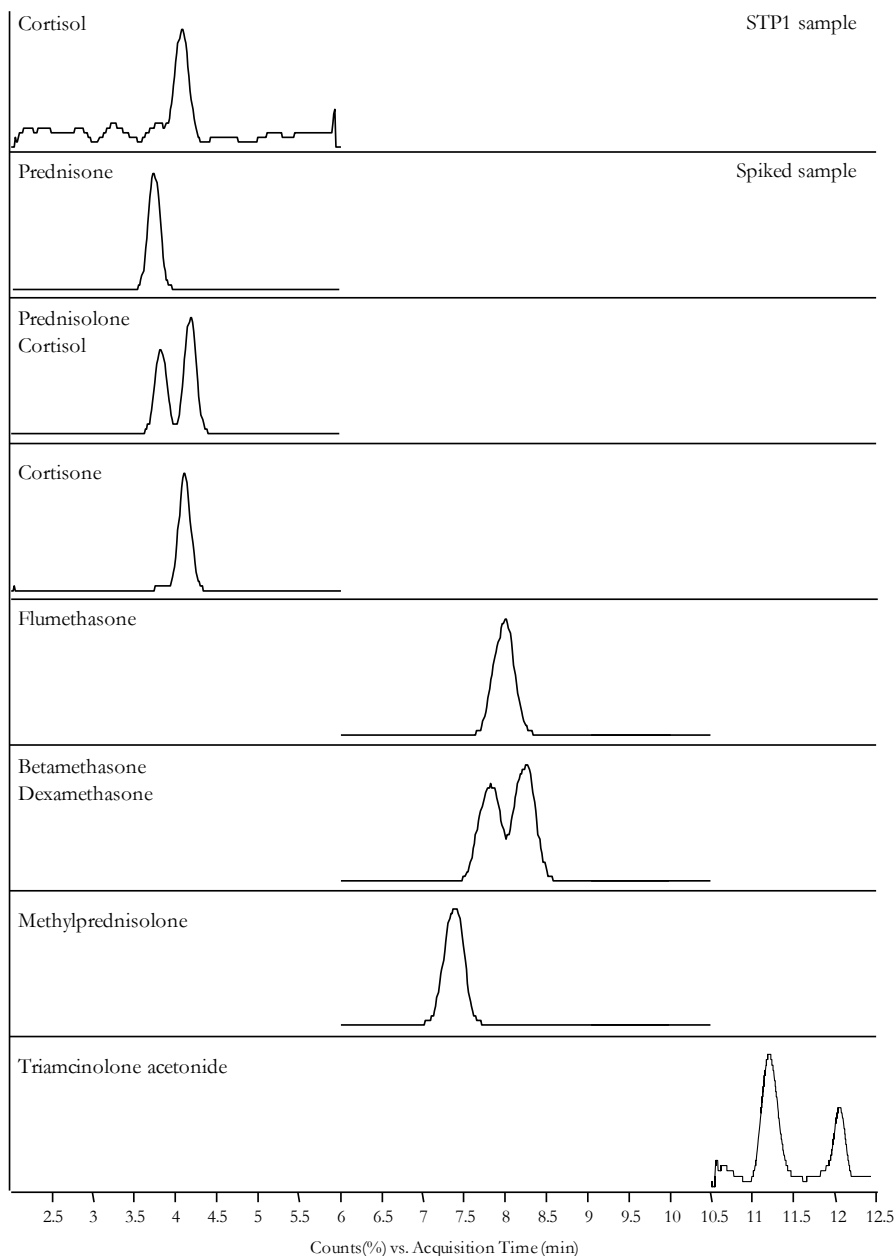 Cortisol STP1 sample
Prednisone Spiked sample
Prednisolone
Cortisol
Cortisone
Flumethasone
Betamethasone
Dexamethasone
Methylprednisolone
Triamcinolone acetonide
2.5 3 3.5 4 4.5 5 5.5 6 6.5 7 7.5 8 8.5 9 9.5 10 10.5 11 11.5 12 12.5
Counts(%) vs. Acquisition Time (min)